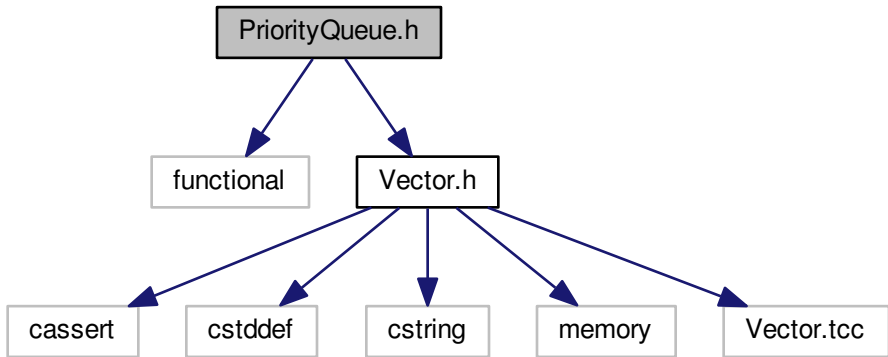 PriorityQueue.h
functional
Vector.h
cassert
cstddef
cstring
memory
Vector.tcc